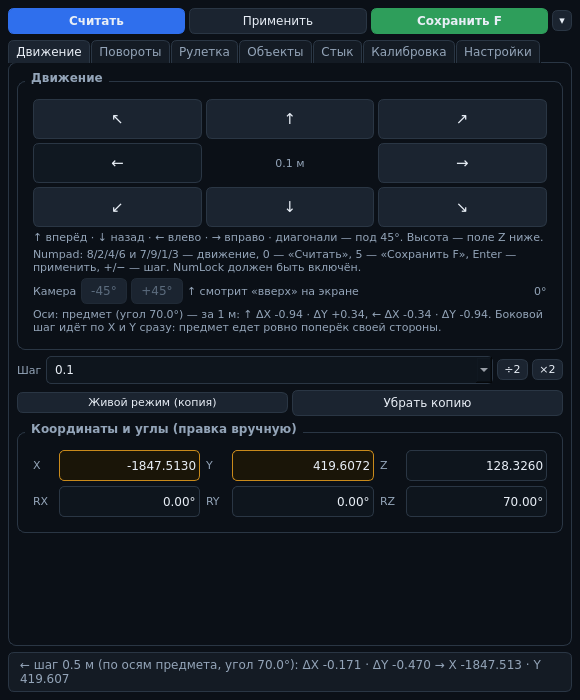 Считать Применить Сохранить F ▾
Движение Повороты Рулетка Объекты Стык Калибровка Настройки
Движение
↖ ↑ ↗
← 0.1 м →
↙ ↓ ↘
↑ вперёд · ↓ назад · ← влево · → вправо · диагонали — под 45°. Высота — поле Z ниже.
Numpad: 8/2/4/6 и 7/9/1/3 — движение, 0 — «Считать», 5 — «Сохранить F», Enter —
применить, +/− — шаг. NumLock должен быть включён.
Камера -45° +45° ↑ смотрит «вверх» на экране 0°
Оси: предмет (угол 70.0°) — за 1 м: ↑ ΔX -0.94 · ΔY +0.34, ← ΔX -0.34 · ΔY -0.94. Боковой
шаг идёт по X и Y сразу: предмет едет ровно поперёк своей стороны.
Шаг 0.1 ÷2 ×2
Живой режим (копия) Убрать копию
Координаты и углы (правка вручную)
X -1847.5130 Y 419.6072 Z 128.3260
RX 0.00° RY 0.00° RZ 70.00°
← шаг 0.5 м (по осям предмета, угол 70.0°): ΔX -0.171 · ΔY -0.470 → X -1847.513 · Y
419.607